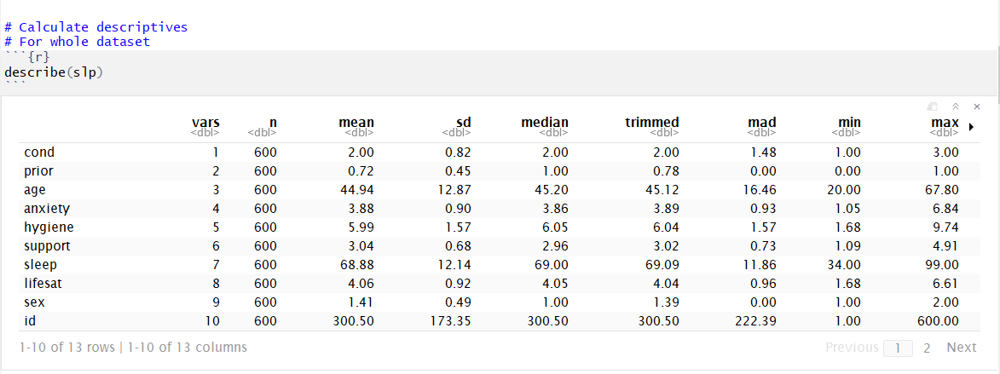 # Calculate descriptives
# For whole dataset
```{r}
describe(slp)
```
vars n mean sd median trimmed mad min max
<dbl> <dbl> <dbl> <dbl> <dbl> <dbl> <dbl> <dbl> <dbl>
cond 1 600 2.00 0.82 2.00 2.00 1.48 1.00 3.00
prior 2 600 0.72 0.45 1.00 0.78 0.00 0.00 1.00
age 3 600 44.94 12.87 45.20 45.12 16.46 20.00 67.80
anxiety 4 600 3.88 0.90 3.86 3.89 0.93 1.05 6.84
hygiene 5 600 5.99 1.57 6.05 6.04 1.57 1.68 9.74
support 6 600 3.04 0.68 2.96 3.02 0.73 1.09 4.91
sleep 7 600 68.88 12.14 69.00 69.09 11.86 34.00 99.00
lifesat 8 600 4.06 0.92 4.05 4.04 0.96 1.68 6.61
sex 9 600 1.41 0.49 1.00 1.39 0.00 1.00 2.00
id 10 600 300.50 173.35 300.50 300.50 222.39 1.00 600.00
1-10 of 13 rows | 1-10 of 13 columns Previous 1 2 Next